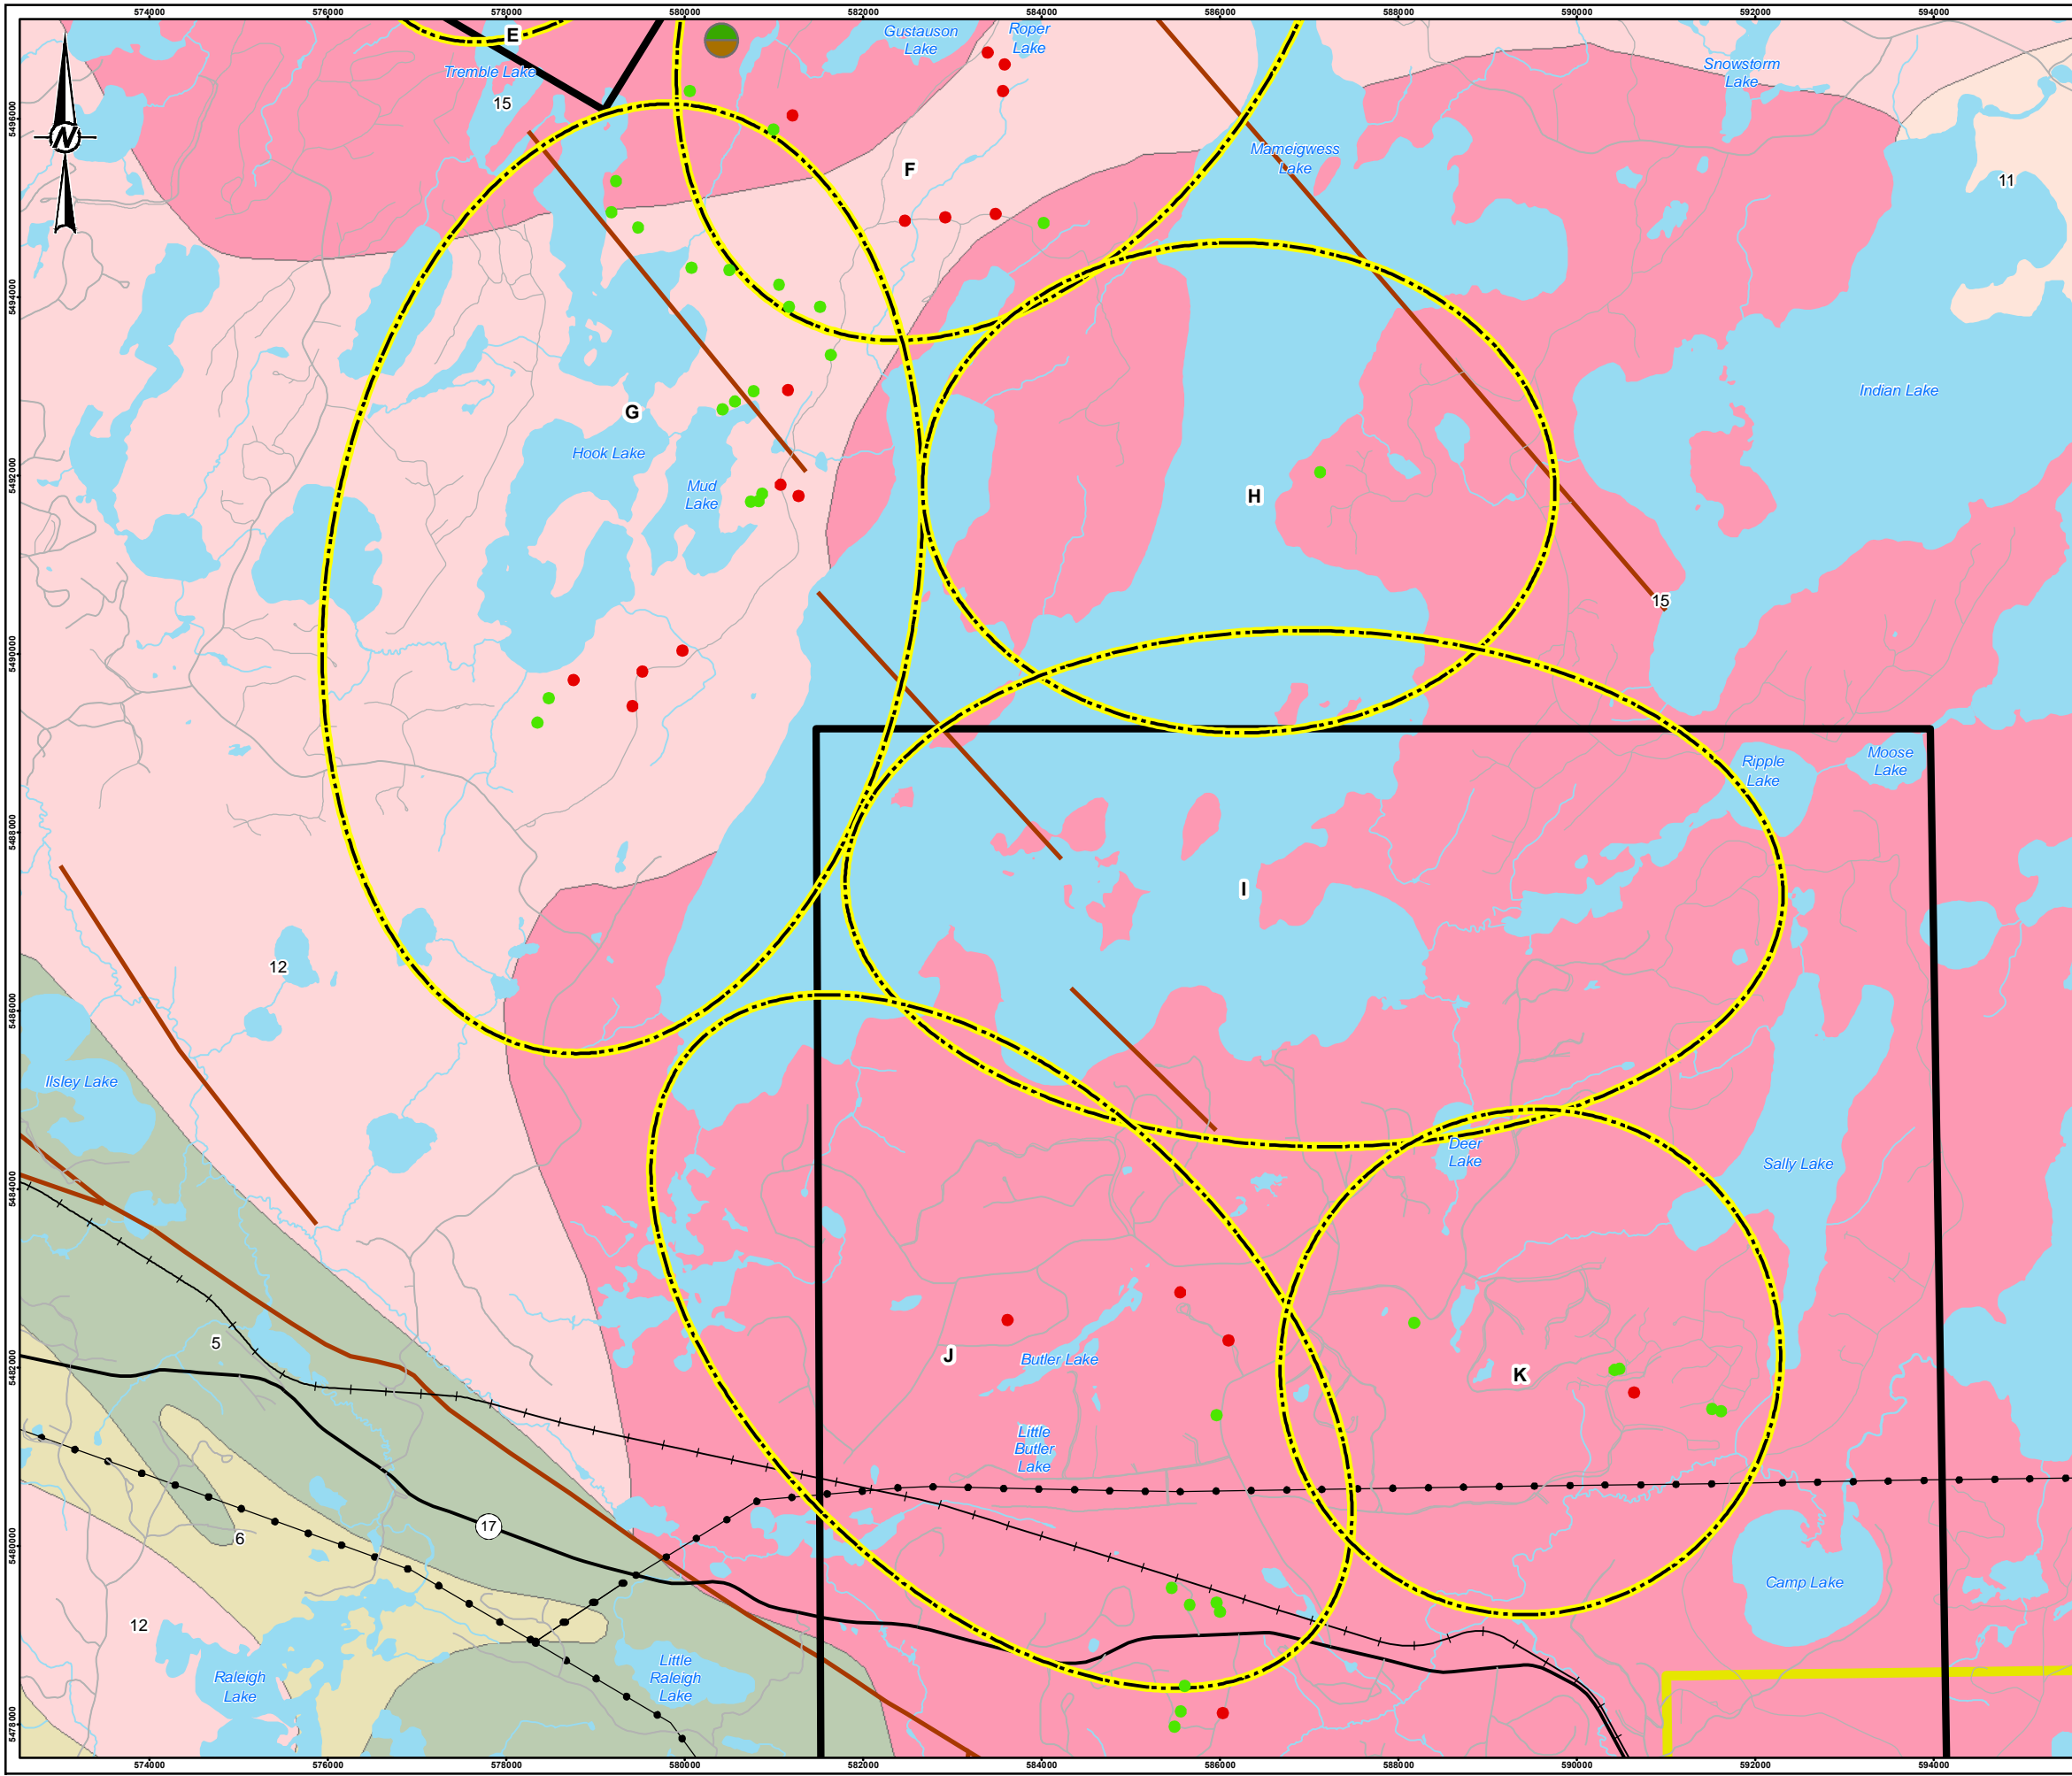 574000 576000 578000 580000 582000 584000 586000 588000 590000 592000 594000
E
Gustauson
Lake
Roper
Lake
Tremble Lake
Snowstorm
Lake
15
5496000
N
Mameigwess
Lake
F
11
5494000
Indian Lake
G
Hook Lake
5492000
Mud
Lake
H
15
5490000
Ripple
Lake
Moose
Lake
5488000
I
12
5486000
Ilsley Lake
Deer
Lake
Sally Lake
5484000
5
J
Butler Lake
K
5482000
Little
Butler
Lake
17
6
5480000
Camp Lake
12
Raleigh
Lake
Little
Raleigh
Lake
5478000
574000 576000 578000 580000 582000 584000 586000 588000 590000 592000 594000